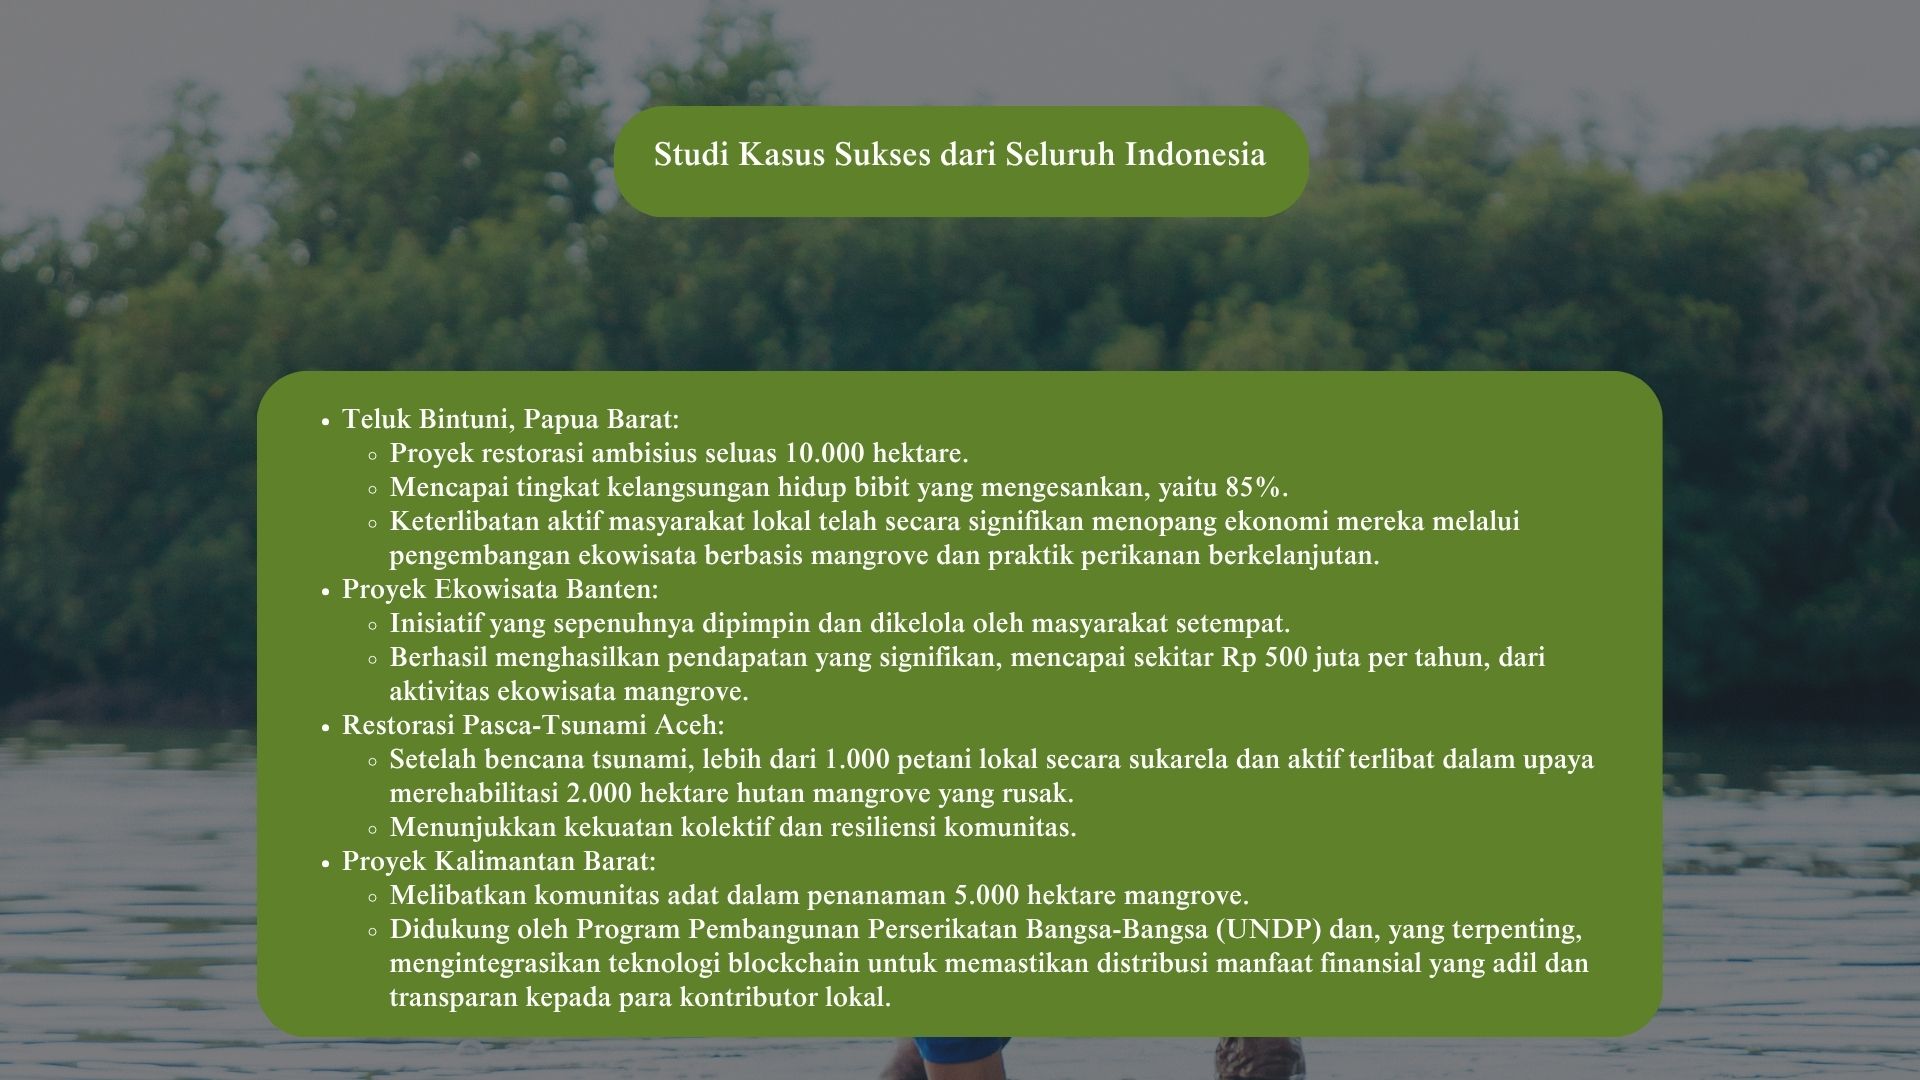 Studi Kasus Sukses dari Seluruh Indonesia
• Teluk Bintuni, Papua Barat:
◦ Proyek restorasi ambisius seluas 10.000 hektare.
◦ Mencapai tingkat kelangsungan hidup bibit yang mengesankan, yaitu 85%.
◦ Keterlibatan aktif masyarakat lokal telah secara signifikan menopang ekonomi mereka melalui
pengembangan ekowisata berbasis mangrove dan praktik perikanan berkelanjutan.
• Proyek Ekowisata Banten:
◦ Inisiatif yang sepenuhnya dipimpin dan dikelola oleh masyarakat setempat.
◦ Berhasil menghasilkan pendapatan yang signifikan, mencapai sekitar Rp 500 juta per tahun, dari
aktivitas ekowisata mangrove.
• Restorasi Pasca-Tsunami Aceh:
◦ Setelah bencana tsunami, lebih dari 1.000 petani lokal secara sukarela dan aktif terlibat dalam upaya
merehabilitasi 2.000 hektare hutan mangrove yang rusak.
◦ Menunjukkan kekuatan kolektif dan resiliensi komunitas.
• Proyek Kalimantan Barat:
◦ Melibatkan komunitas adat dalam penanaman 5.000 hektare mangrove.
◦ Didukung oleh Program Pembangunan Perserikatan Bangsa-Bangsa (UNDP) dan, yang terpenting,
mengintegrasikan teknologi blockchain untuk memastikan distribusi manfaat finansial yang adil dan
transparan kepada para kontributor lokal.